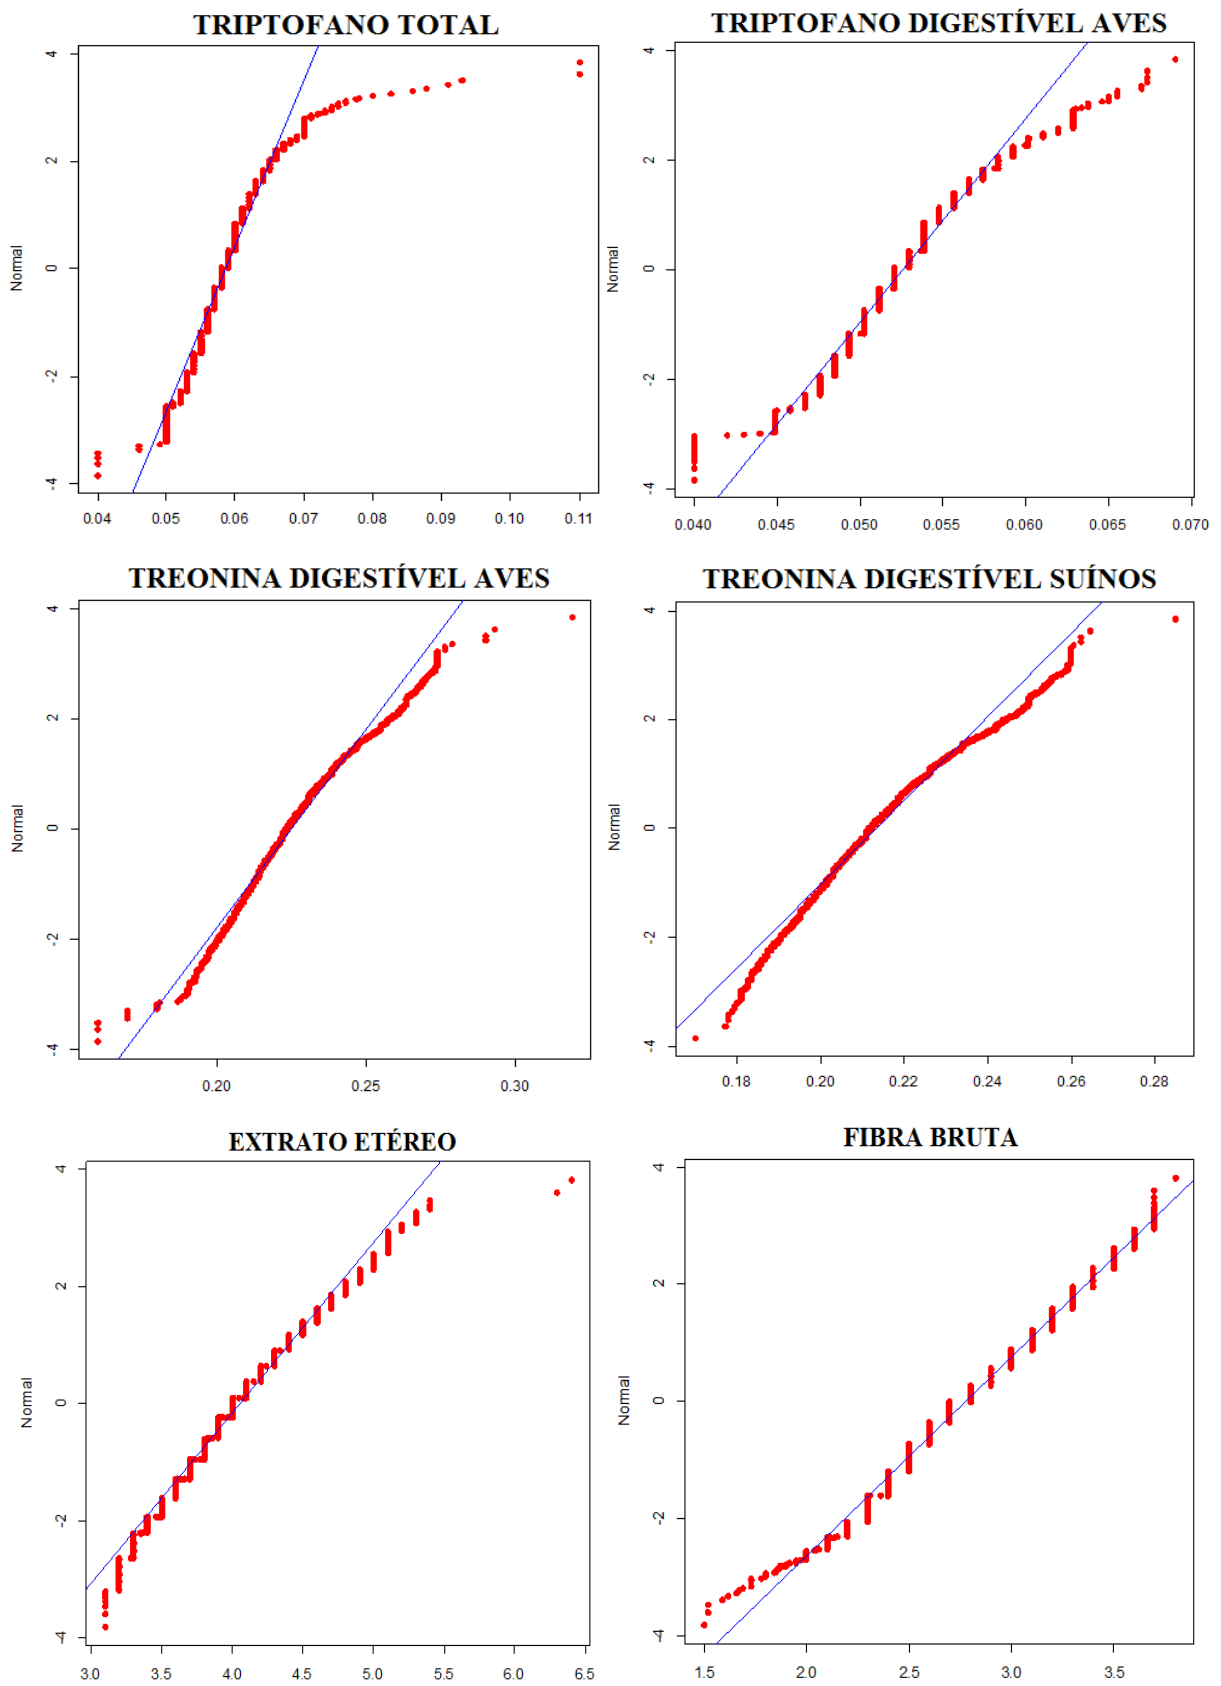 TRIPTOFANO TOTAL
4
2
0
-2
-4
Normal
0.04 0.05 0.06 0.07 0.08 0.09 0.10 0.11
TRIPTOFANO DIGESTÍVEL AVES
4
2
0
-2
-4
Normal
0.040 0.045 0.050 0.055 0.060 0.065 0.070
TREONINA DIGESTÍVEL AVES
4
2
0
-2
-4
Normal
0.20 0.25 0.30
TREONINA DIGESTÍVEL SUÍNOS
4
2
0
-2
-4
Normal
0.18 0.20 0.22 0.24 0.26 0.28
EXTRATO ETÉREO
4
2
0
-2
-4
Normal
3.0 3.5 4.0 4.5 5.0 5.5 6.0 6.5
FIBRA BRUTA
4
2
0
-2
-4
Normal
1.5 2.0 2.5 3.0 3.5